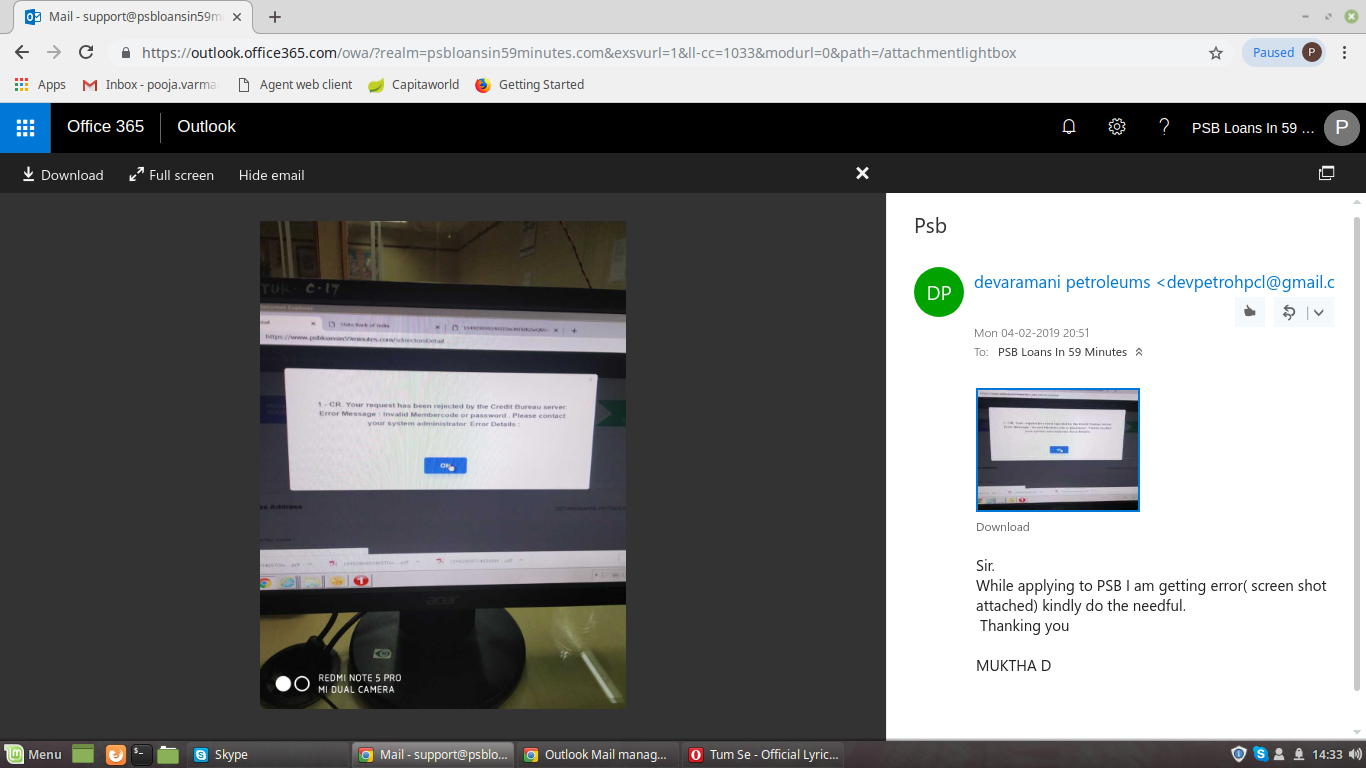 Mail - support@psbloansin59m
https://outlook.office365.com/owa/?realm=psbloansin59minutes.com&exsvurl=1&ll-cc=1033&modurl=0&path=/attachmentlightbox
Paused
P
Apps
Inbox - pooja.varma
Agent web client
Capitaworld
Getting Started
Office 365
Outlook
PSB Loans In 59 ...
P
Download
Full screen
Hide email
C-17
State Bank of India
https://www.psbloansin59minutes.com/
1 - CR. Your request has been rejected by the Credit Bureau server.
Error Message : Invalid Membercode or password . Please contact
your system administrator. Error Details :
OK
acer
REDMI NOTE 5 PRO
MI DUAL CAMERA
Psb
DP
devaramani petroleums <devpetrohpcl@gmail.c
Mon 04-02-2019 20:51
To: PSB Loans In 59 Minutes
Download
Sir.
While applying to PSB I am getting error( screen shot
attached) kindly do the needful.
Thanking you
MUKTHA D
Menu
Skype
Mail - support@psblo...
Outlook Mail manag...
Tum Se - Official Lyric...
14:33